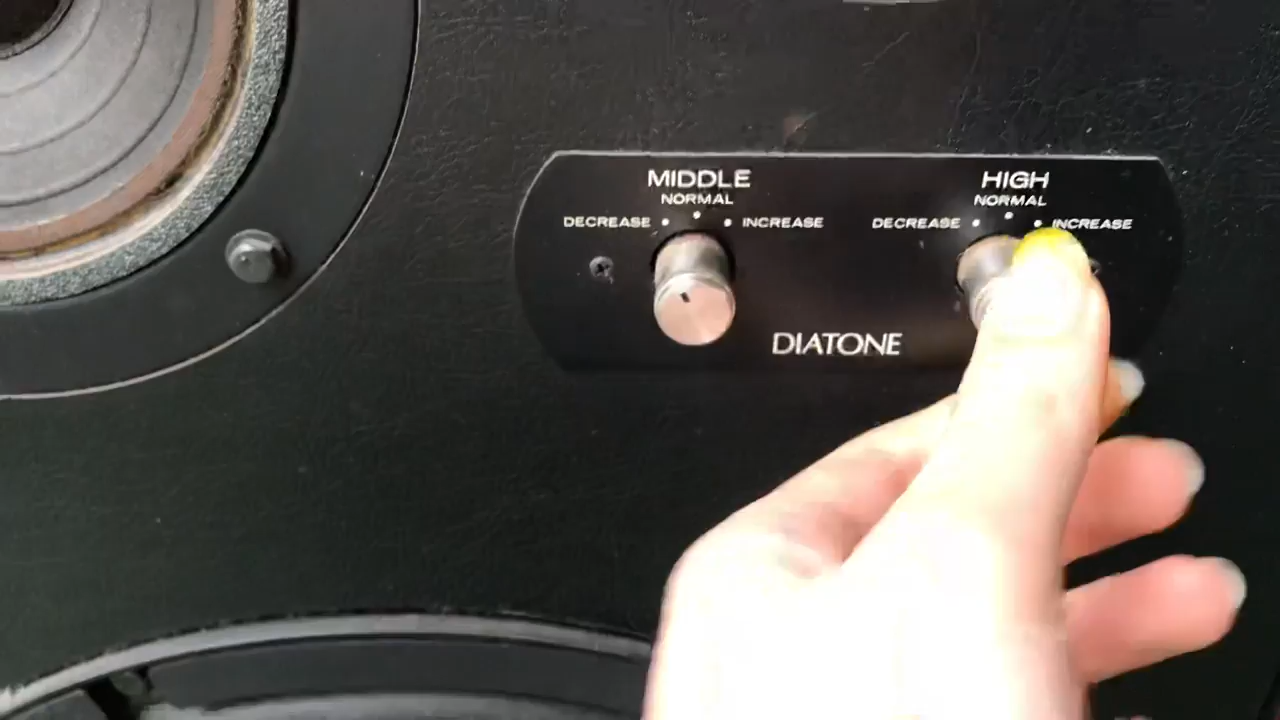 MIDDLE
NORMAL
DECREASE INCREASE
HIGH
NORMAL
DECREASE INCREASE
DIATONE